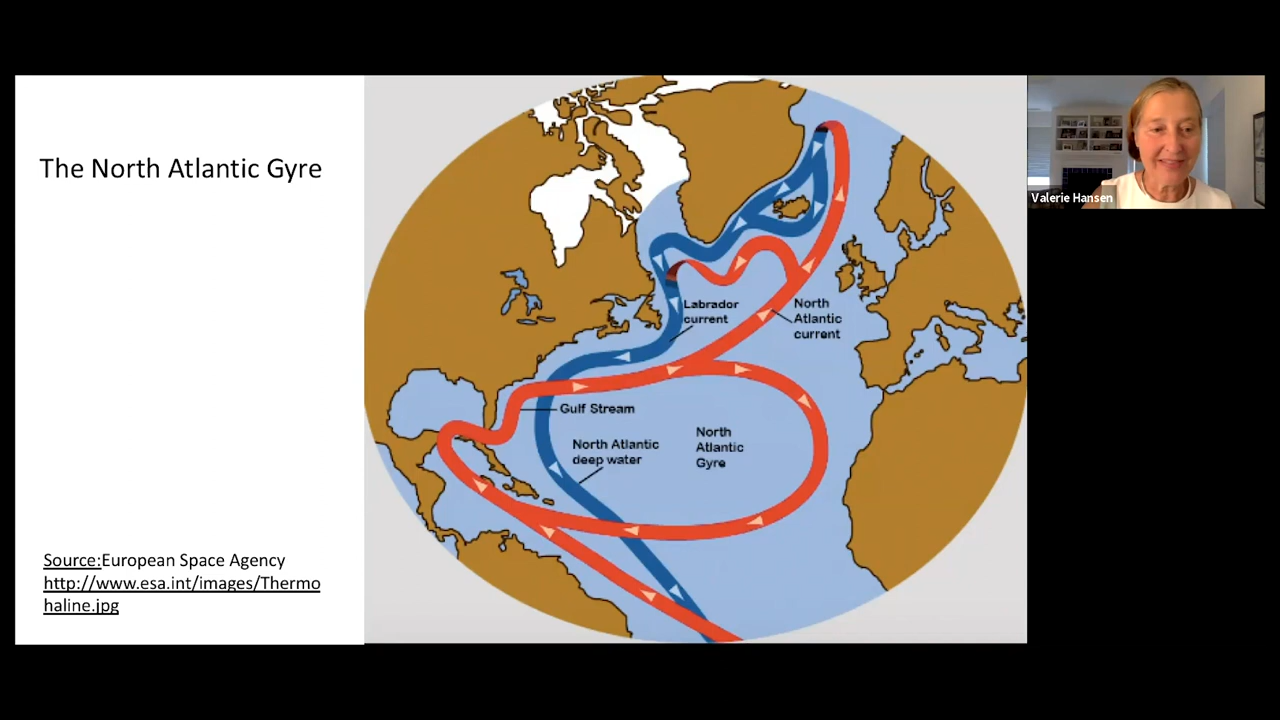 The North Atlantic Gyre
Source:European Space Agency
http://www.esa.int/images/Thermo
haline.jpg
Labrador
current
North
Atlantic
current
Gulf Stream
North Atlantic
deep water
North
Atlantic
Gyre
Valerie Hansen